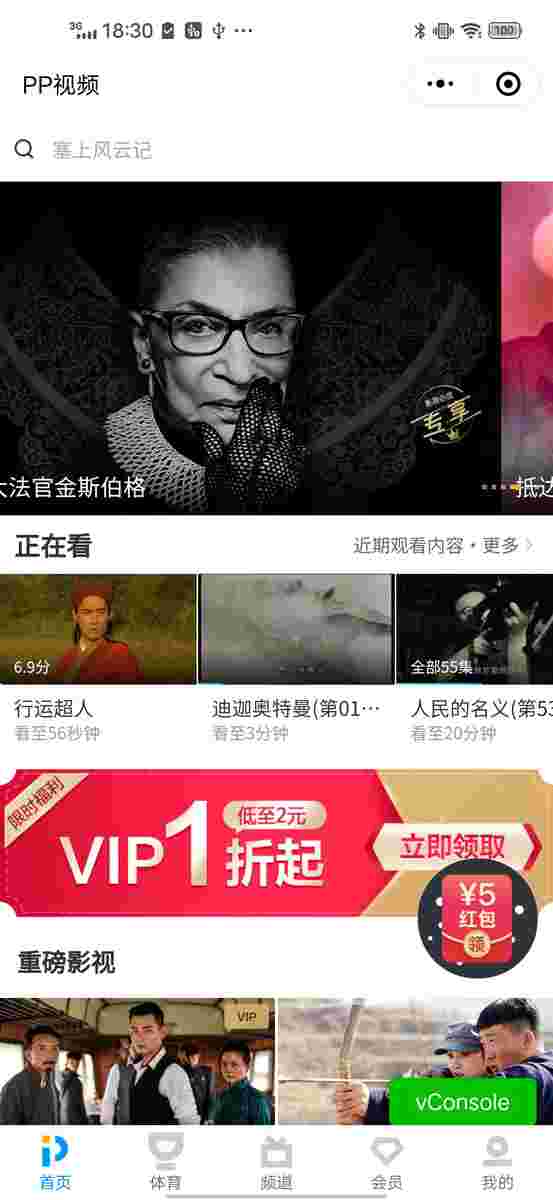 3G 18:30 100
PP视频
塞上风云记
专享
大法官金斯伯格
抵达
正在看
近期观看内容·更多
6.9分
全部55集
行运超人
迪迦奥特曼(第01…
人民的名义(第53
看至56秒钟
看至3分钟
看至20分钟
限时福利
VIP1折起
低至2元
立即领取
¥5
红包
领
重磅影视
VIP
vConsole
首页
体育
频道
会员
我的